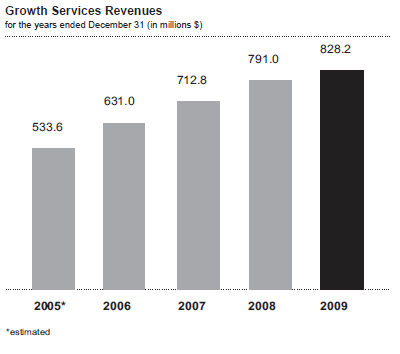 Growth Services Revenues
for the years ended December 31 (in millions $)
828.2
791.0
712.8
631.0
533.6
2005* 2006 2007 2008 2009
*estimated